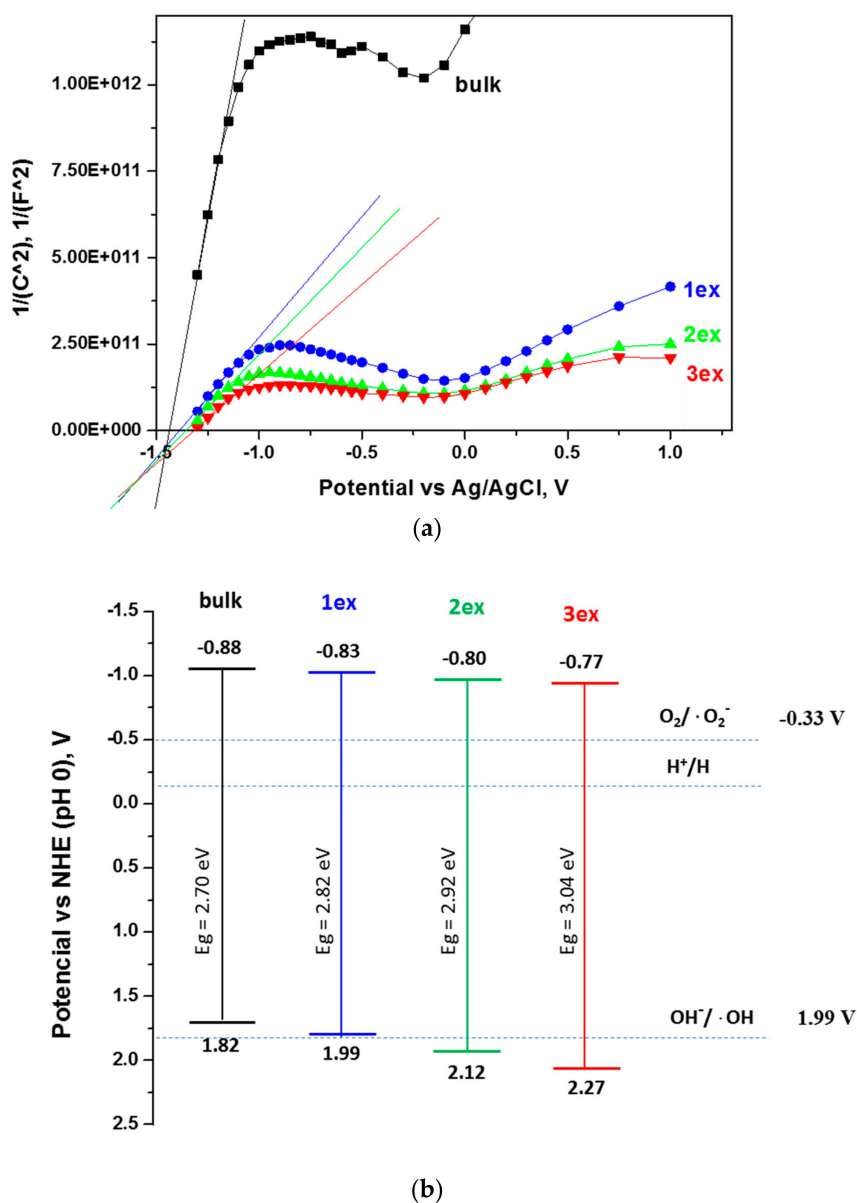 1/(C^2), 1/(F^2)
1.00E+012
7.50E+011
5.00E+011
2.50E+011
0.00E+000
bulk
1ex
2ex
3ex
-1.5 -1.0 -0.5 0.0 0.5 1.0
Potential vs Ag/AgCl, V
(a)
Potencial vs NHE (pH 0), V
-1.5
-1.0
-0.5
0.0
0.5
1.0
1.5
2.0
2.5
bulk 1ex 2ex 3ex
-0.88 -0.83 -0.80 -0.77
O₂/ ·O₂⁻ -0.33 V
H⁺/H
Eg = 2.70 eV
Eg = 2.82 eV
Eg = 2.92 eV
Eg = 3.04 eV
OH⁻/ ·OH 1.99 V
1.82 1.99 2.12 2.27
(b)